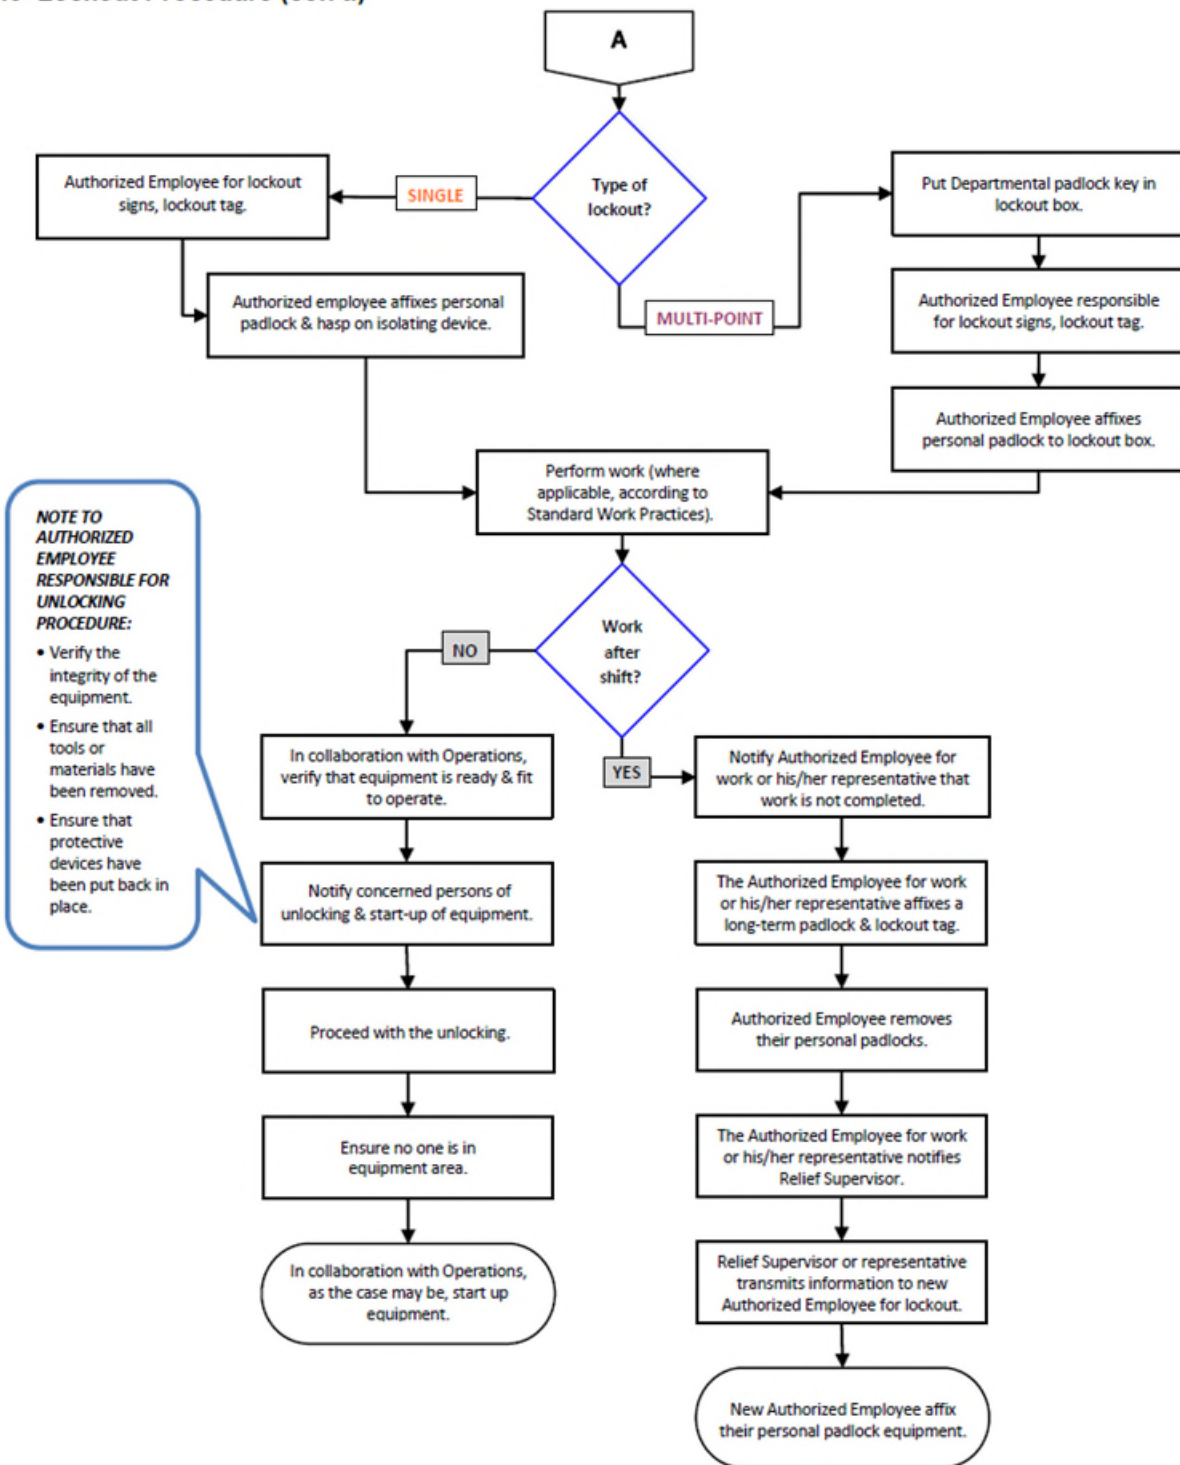 A
Type of
lockout?
SINGLE
MULTI-POINT
Authorized Employee for lockout
signs, lockout tag.
Authorized employee affixes personal
padlock & hasp on isolating device.
Put Departmental padlock key in
lockout box.
Authorized Employee responsible
for lockout signs, lockout tag.
Authorized Employee affixes
personal padlock to lockout box.
Perform work (where
applicable, according to
Standard Work Practices).
NOTE TO
AUTHORIZED
EMPLOYEE
RESPONSIBLE FOR
UNLOCKING
PROCEDURE:
• Verify the
integrity of the
equipment.
• Ensure that all
tools or
materials have
been removed.
• Ensure that
protective
devices have
been put back in
place.
Work
after
shift?
NO
YES
In collaboration with Operations,
verify that equipment is ready & fit
to operate.
Notify concerned persons of
unlocking & start-up of equipment.
Proceed with the unlocking.
Ensure no one is in
equipment area.
In collaboration with Operations,
as the case may be, start up
equipment.
Notify Authorized Employee for
work or his/her representative that
work is not completed.
The Authorized Employee for work
or his/her representative affixes a
long-term padlock & lockout tag.
Authorized Employee removes
their personal padlocks.
The Authorized Employee for work
or his/her representative notifies
Relief Supervisor.
Relief Supervisor or representative
transmits information to new
Authorized Employee for lockout.
New Authorized Employee affix
their personal padlock equipment.